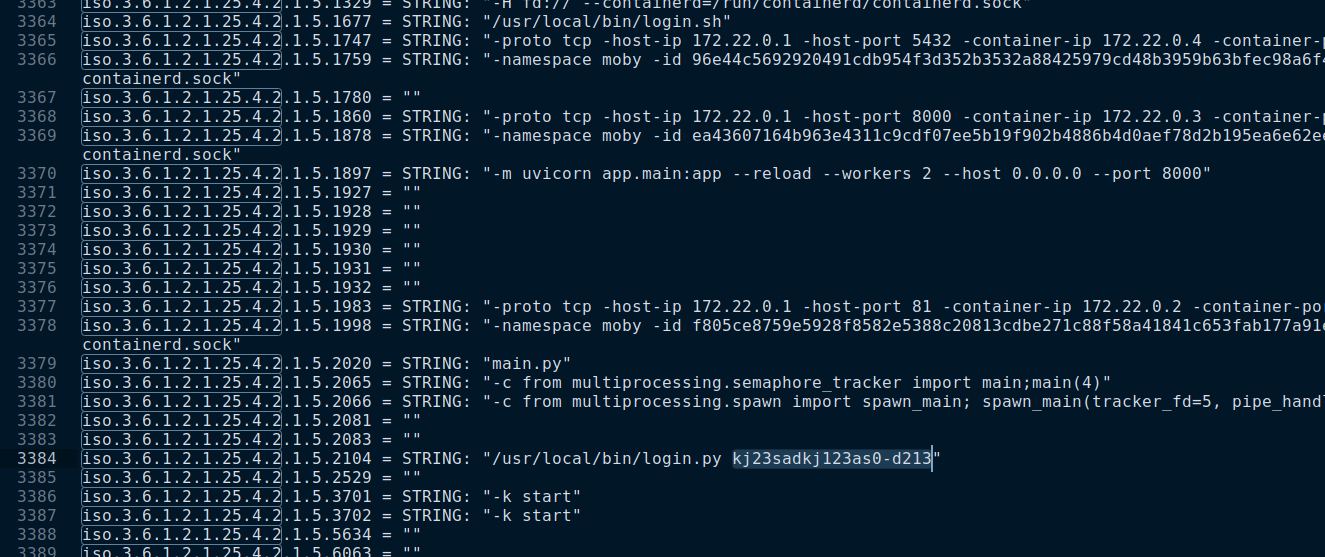 3363 iso.3.6.1.2.1.25.4.2.1.5.1329 = STRING: "-H fd:// --containerd=/run/containerd/containerd.sock"
3364 iso.3.6.1.2.1.25.4.2.1.5.1677 = STRING: "/usr/local/bin/login.sh"
3365 iso.3.6.1.2.1.25.4.2.1.5.1747 = STRING: "-proto tcp -host-ip 172.22.0.1 -host-port 5432 -container-ip 172.22.0.4 -container-p
3366 iso.3.6.1.2.1.25.4.2.1.5.1759 = STRING: "-namespace moby -id 96e44c5692920491cdb954f3d352b3532a88425979cd48b3959b63bfec98a6f4
containerd.sock"
3367 iso.3.6.1.2.1.25.4.2.1.5.1780 = ""
3368 iso.3.6.1.2.1.25.4.2.1.5.1860 = STRING: "-proto tcp -host-ip 172.22.0.1 -host-port 8000 -container-ip 172.22.0.3 -container-p
3369 iso.3.6.1.2.1.25.4.2.1.5.1878 = STRING: "-namespace moby -id ea43607164b963e4311c9cdf07ee5b19f902b4886b4d0aef78d2b195ea6e62ee
containerd.sock"
3370 iso.3.6.1.2.1.25.4.2.1.5.1897 = STRING: "-m uvicorn app.main:app --reload --workers 2 --host 0.0.0.0 --port 8000"
3371 iso.3.6.1.2.1.25.4.2.1.5.1927 = ""
3372 iso.3.6.1.2.1.25.4.2.1.5.1928 = ""
3373 iso.3.6.1.2.1.25.4.2.1.5.1929 = ""
3374 iso.3.6.1.2.1.25.4.2.1.5.1930 = ""
3375 iso.3.6.1.2.1.25.4.2.1.5.1931 = ""
3376 iso.3.6.1.2.1.25.4.2.1.5.1932 = ""
3377 iso.3.6.1.2.1.25.4.2.1.5.1983 = STRING: "-proto tcp -host-ip 172.22.0.1 -host-port 81 -container-ip 172.22.0.2 -container-por
3378 iso.3.6.1.2.1.25.4.2.1.5.1998 = STRING: "-namespace moby -id f805ce8759e5928f8582e5388c20813cdbe271c88f58a41841c653fab177a91e
containerd.sock"
3379 iso.3.6.1.2.1.25.4.2.1.5.2020 = STRING: "main.py"
3380 iso.3.6.1.2.1.25.4.2.1.5.2065 = STRING: "-c from multiprocessing.semaphore_tracker import main;main(4)"
3381 iso.3.6.1.2.1.25.4.2.1.5.2066 = STRING: "-c from multiprocessing.spawn import spawn_main; spawn_main(tracker_fd=5, pipe_handl
3382 iso.3.6.1.2.1.25.4.2.1.5.2081 = ""
3383 iso.3.6.1.2.1.25.4.2.1.5.2083 = ""
3384 iso.3.6.1.2.1.25.4.2.1.5.2104 = STRING: "/usr/local/bin/login.py kj23sadkj123as0-d213"
3385 iso.3.6.1.2.1.25.4.2.1.5.2529 = ""
3386 iso.3.6.1.2.1.25.4.2.1.5.3701 = STRING: "-k start"
3387 iso.3.6.1.2.1.25.4.2.1.5.3702 = STRING: "-k start"
3388 iso.3.6.1.2.1.25.4.2.1.5.5634 = ""
3389 iso.3.6.1.2.1.25.4.2.1.5.6063 = ""